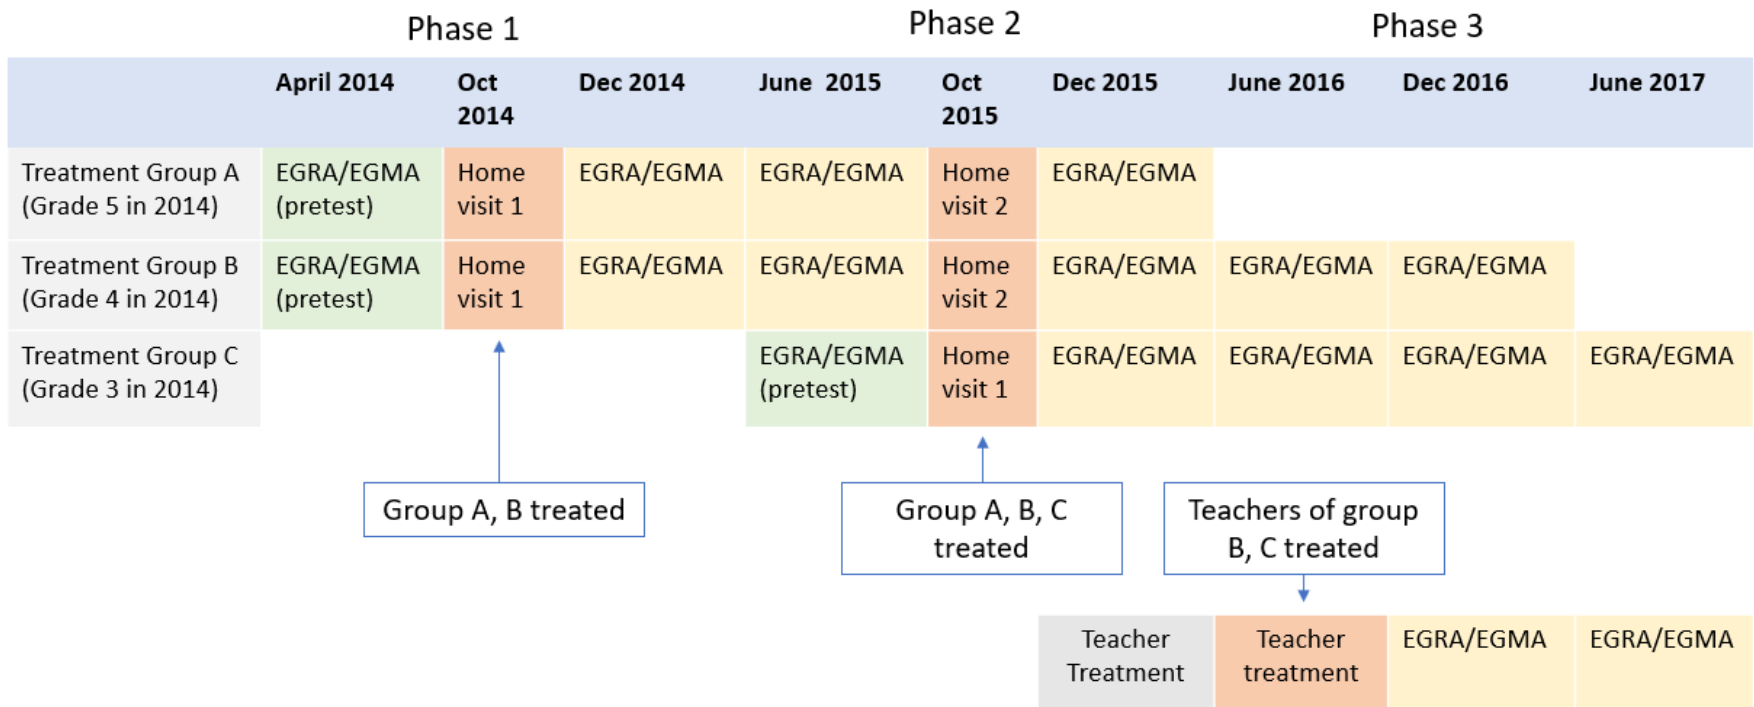 Phase 1
Phase 2
Phase 3
April 2014
Oct
2014
Dec 2014
June 2015
Oct
2015
Dec 2015
June 2016
Dec 2016
June 2017
Treatment Group A
(Grade 5 in 2014)
EGRA/EGMA
(pretest)
Home
visit 1
EGRA/EGMA
EGRA/EGMA
Home
visit 2
EGRA/EGMA
Treatment Group B
(Grade 4 in 2014)
EGRA/EGMA
(pretest)
Home
visit 1
EGRA/EGMA
EGRA/EGMA
Home
visit 2
EGRA/EGMA
EGRA/EGMA
EGRA/EGMA
Treatment Group C
(Grade 3 in 2014)
EGRA/EGMA
(pretest)
Home
visit 1
EGRA/EGMA
EGRA/EGMA
EGRA/EGMA
EGRA/EGMA
Group A, B treated
Group A, B, C
treated
Teachers of group
B, C treated
Teacher
Treatment
Teacher
treatment
EGRA/EGMA
EGRA/EGMA